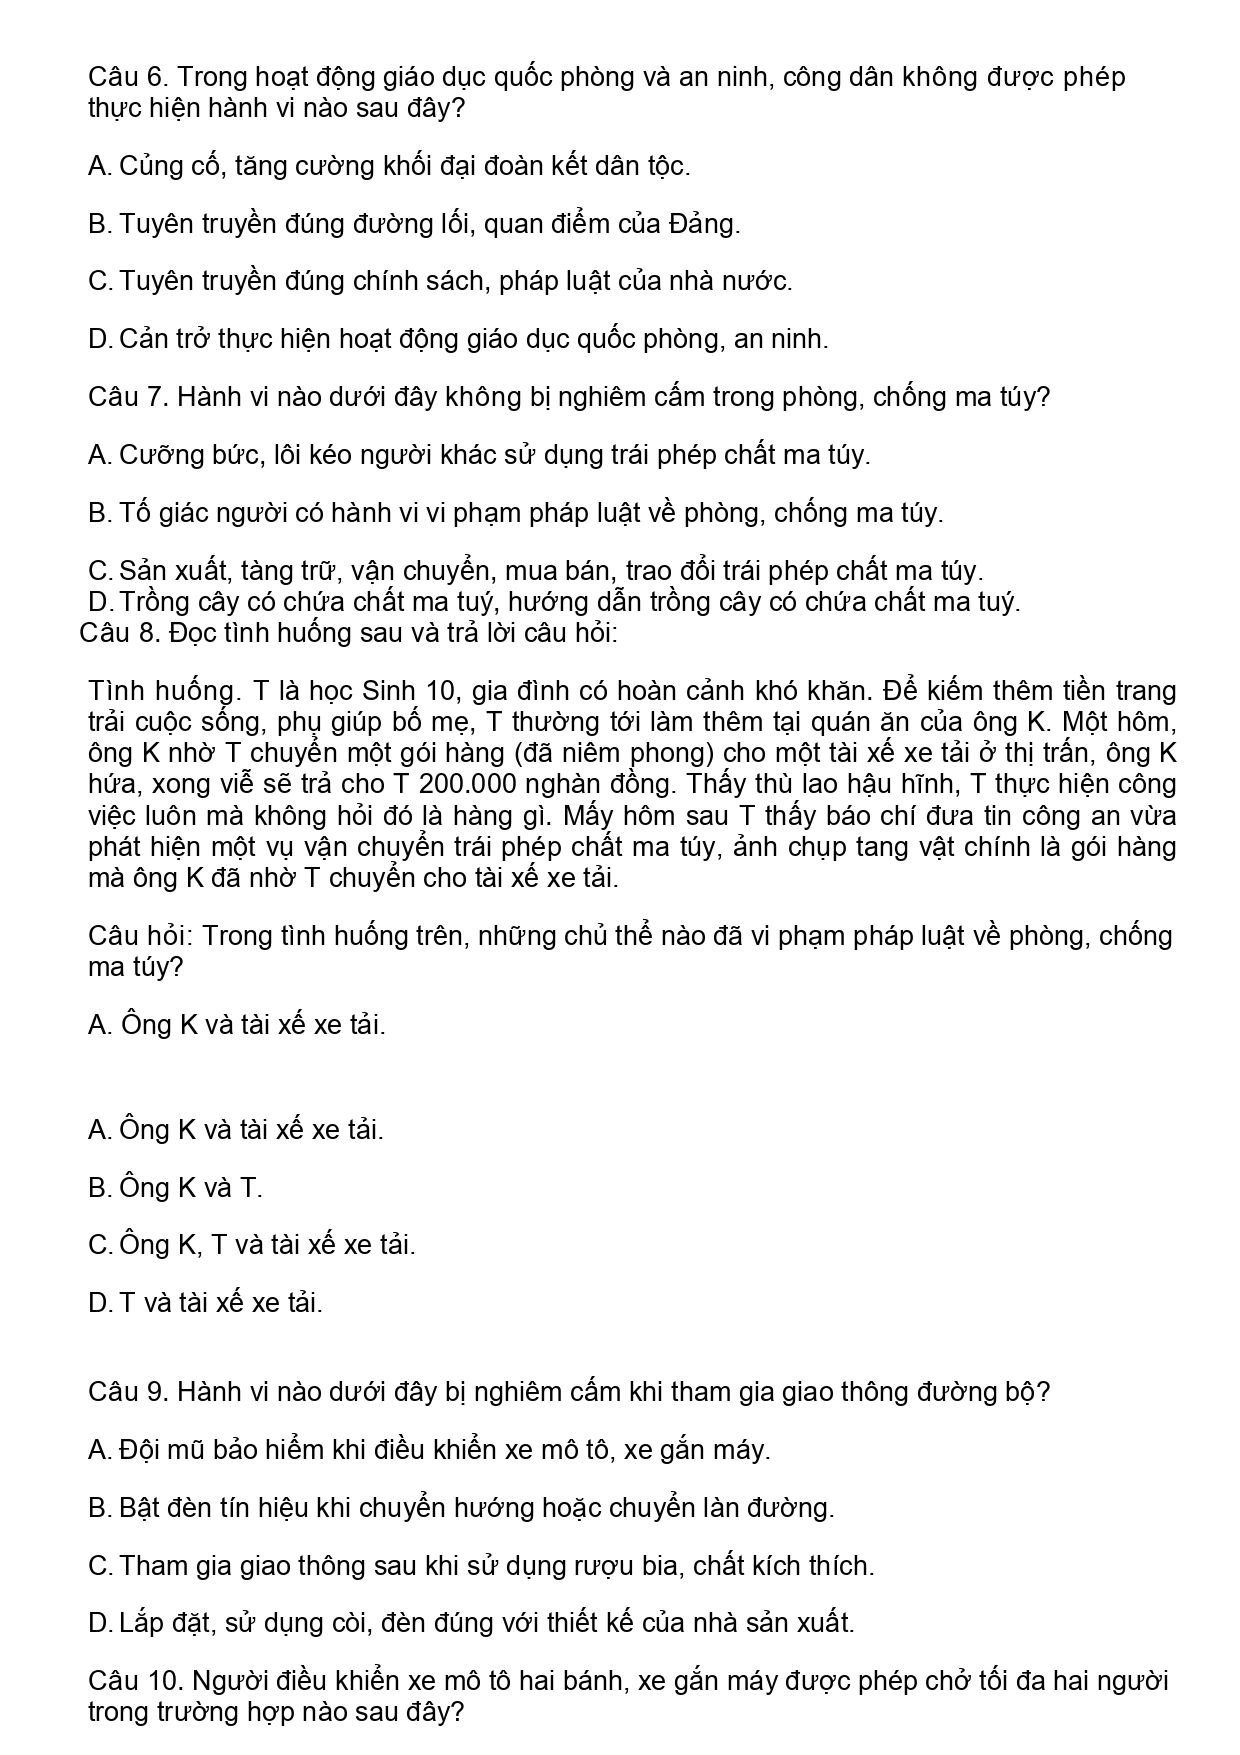 Câu 6. Trong hoạt động giáo dục quốc phòng và an ninh, công dân không được phép
thực hiện hành vi nào sau đây?
A. Củng cố, tăng cường khối đại đoàn kết dân tộc.
B. Tuyên truyền đúng đường lối, quan điểm của Đảng.
C. Tuyên truyền đúng chính sách, pháp luật của nhà nước.
D. Cản trở thực hiện hoạt động giáo dục quốc phòng, an ninh.
Câu 7. Hành vi nào dưới đây không bị nghiêm cấm trong phòng, chống ma túy?
A. Cưỡng bức, lôi kéo người khác sử dụng trái phép chất ma túy.
B. Tố giác người có hành vi vi phạm pháp luật về phòng, chống ma túy.
C. Sản xuất, tàng trữ, vận chuyển, mua bán, trao đổi trái phép chất ma túy.
D. Trồng cây có chứa chất ma tuý, hướng dẫn trồng cây có chứa chất ma tuý.
Câu 8. Đọc tình huống sau và trả lời câu hỏi:
Tình huống. T là học Sinh 10, gia đình có hoàn cảnh khó khăn. Để kiếm thêm tiền trang
trải cuộc sống, phụ giúp bố mẹ, T thường tới làm thêm tại quán ăn của ông K. Một hôm,
ông K nhờ T chuyển một gói hàng (đã niêm phong) cho một tài xế xe tải ở thị trấn, ông K
hứa, xong viễ sẽ trả cho T 200.000 nghàn đồng. Thấy thù lao hậu hĩnh, T thực hiện công
việc luôn mà không hỏi đó là hàng gì. Mấy hôm sau T thấy báo chí đưa tin công an vừa
phát hiện một vụ vận chuyển trái phép chất ma túy, ảnh chụp tang vật chính là gói hàng
mà ông K đã nhờ T chuyển cho tài xế xe tải.
Câu hỏi: Trong tình huống trên, những chủ thể nào đã vi phạm pháp luật về phòng, chống
ma túy?
A. Ông K và tài xế xe tải.
A. Ông K và tài xế xe tải.
B. Ông K và T.
C. Ông K, T và tài xế xe tải.
D. T và tài xế xe tải.
Câu 9. Hành vi nào dưới đây bị nghiêm cấm khi tham gia giao thông đường bộ?
A. Đội mũ bảo hiểm khi điều khiển xe mô tô, xe gắn máy.
B. Bật đèn tín hiệu khi chuyển hướng hoặc chuyển làn đường.
C. Tham gia giao thông sau khi sử dụng rượu bia, chất kích thích.
D. Lắp đặt, sử dụng còi, đèn đúng với thiết kế của nhà sản xuất.
Câu 10. Người điều khiển xe mô tô hai bánh, xe gắn máy được phép chở tối đa hai người
trong trường hợp nào sau đây?